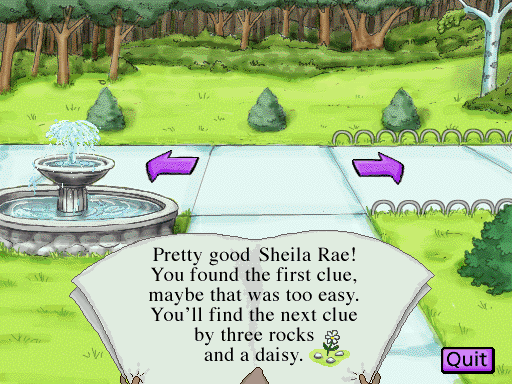 Pretty good Sheila Rae!
You found the first clue,
maybe that was too easy.
You'll find the next clue
by three rocks
and a daisy.
Quit